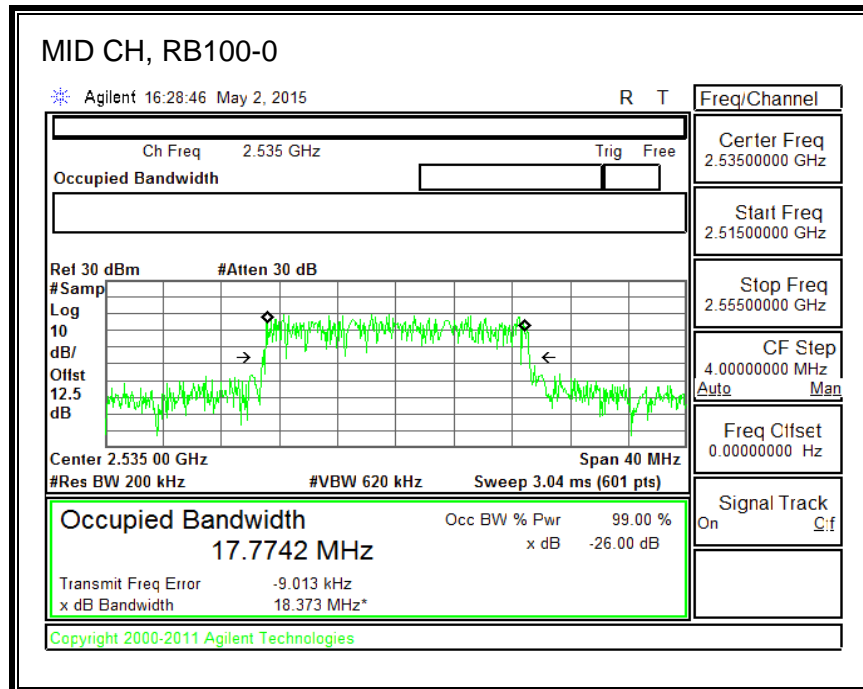 MID CH, RB100-0
Agilent 16:28:46 May 2, 2015 R T
Ch Freq 2.535 GHz Trig Free
Occupied Bandwidth
Ref 30 dBm #Atten 30 dB
#Samp
Log
10
dB/
Offst
12.5
dB
Center 2.535 00 GHz Span 40 MHz
#Res BW 200 kHz #VBW 620 kHz Sweep 3.04 ms (601 pts)
Occupied Bandwidth Occ BW % Pwr 99.00 %
17.7742 MHz x dB -26.00 dB
Transmit Freq Error -9.013 kHz
x dB Bandwidth 18.373 MHz*
Copyright 2000-2011 Agilent Technologies
Freq/Channel
Center Freq
2.53500000 GHz
Start Freq
2.51500000 GHz
Stop Freq
2.55500000 GHz
CF Step
4.00000000 MHz
Auto Man
Freq Offset
0.00000000 Hz
Signal Track
On Off